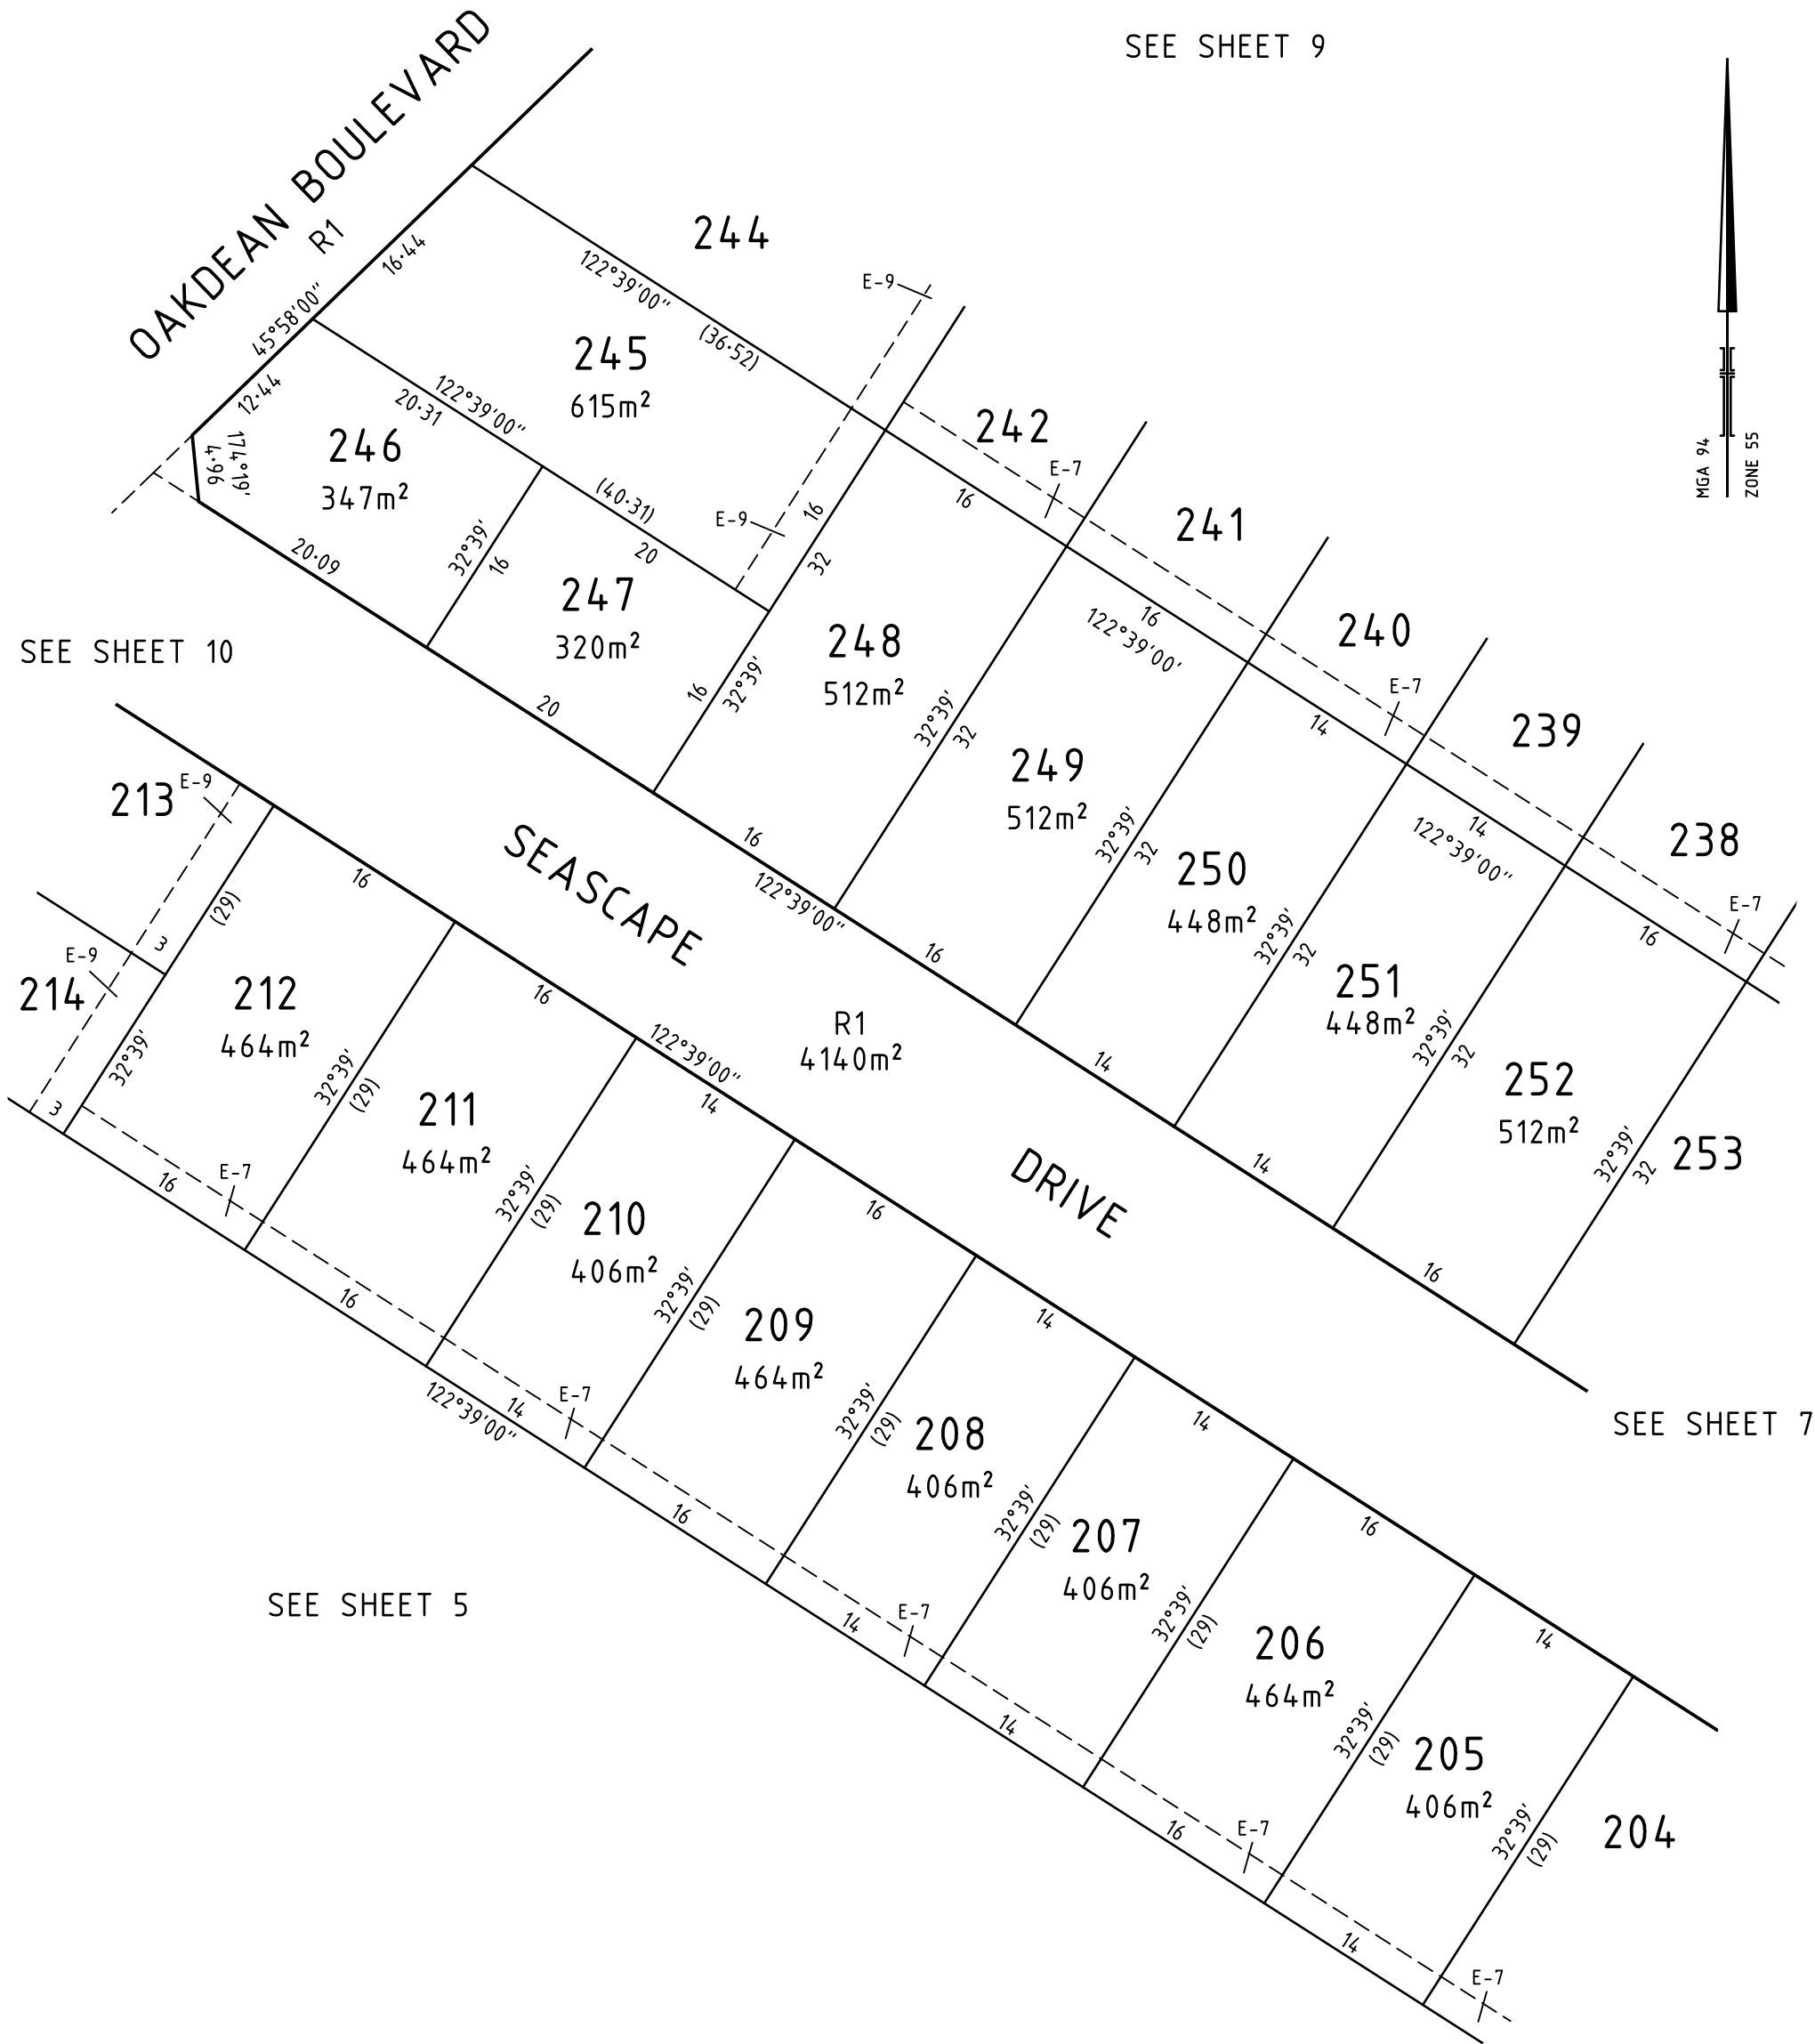 SEE SHEET 9
OAKDEAN BOULEVARD
R1
16·44
45°58'00"
12·44
174°19'
4·96
244
122°39'00"
(36·52)
E-9
245
615m²
122°39'00"
20·31
(40·31)
20
E-9
246
347m²
20·09
32°39'
16
247
320m²
20
16
32
16
32°39'
242
E-7
16
248
512m²
32°39'
32
16
122°39'00"
241
16
122°39'00'
249
512m²
32°39'
32
16
240
E-7
14
250
448m²
32°39'
32
14
239
14
122°39'00"
251
448m²
32°39'
32
14
238
E-7
16
252
512m²
32°39'
32
16
253
MGA 94
ZONE 55
SEE SHEET 10
SEASCAPE
DRIVE
R1
4140m²
SEE SHEET 7
213
E-9
3
214
E-9
3
(29)
32°39'
16
212
464m²
E-7
16
32°39'
(29)
16
122°39'00"
211
464m²
16
32°39'
(29)
14
210
406m²
E-7
14
122°39'00"
32°39'
(29)
16
209
464m²
16
32°39'
(29)
14
208
406m²
E-7
14
32°39'
(29)
14
207
406m²
14
32°39'
(29)
16
206
464m²
E-7
16
32°39'
(29)
14
205
406m²
14
32°39'
(29)
204
E-7
SEE SHEET 5